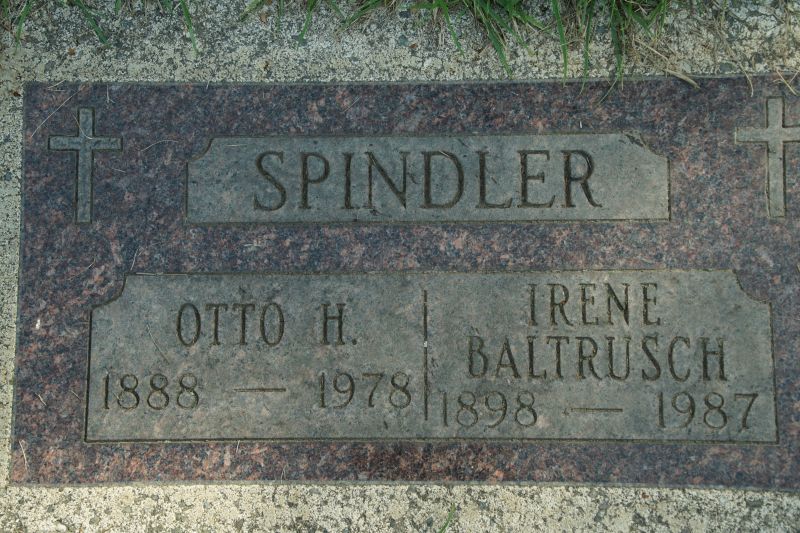 SPINDLER
OTTO H.
1888 — 1978
IRENE
BALTRUSCH
1898 — 1987